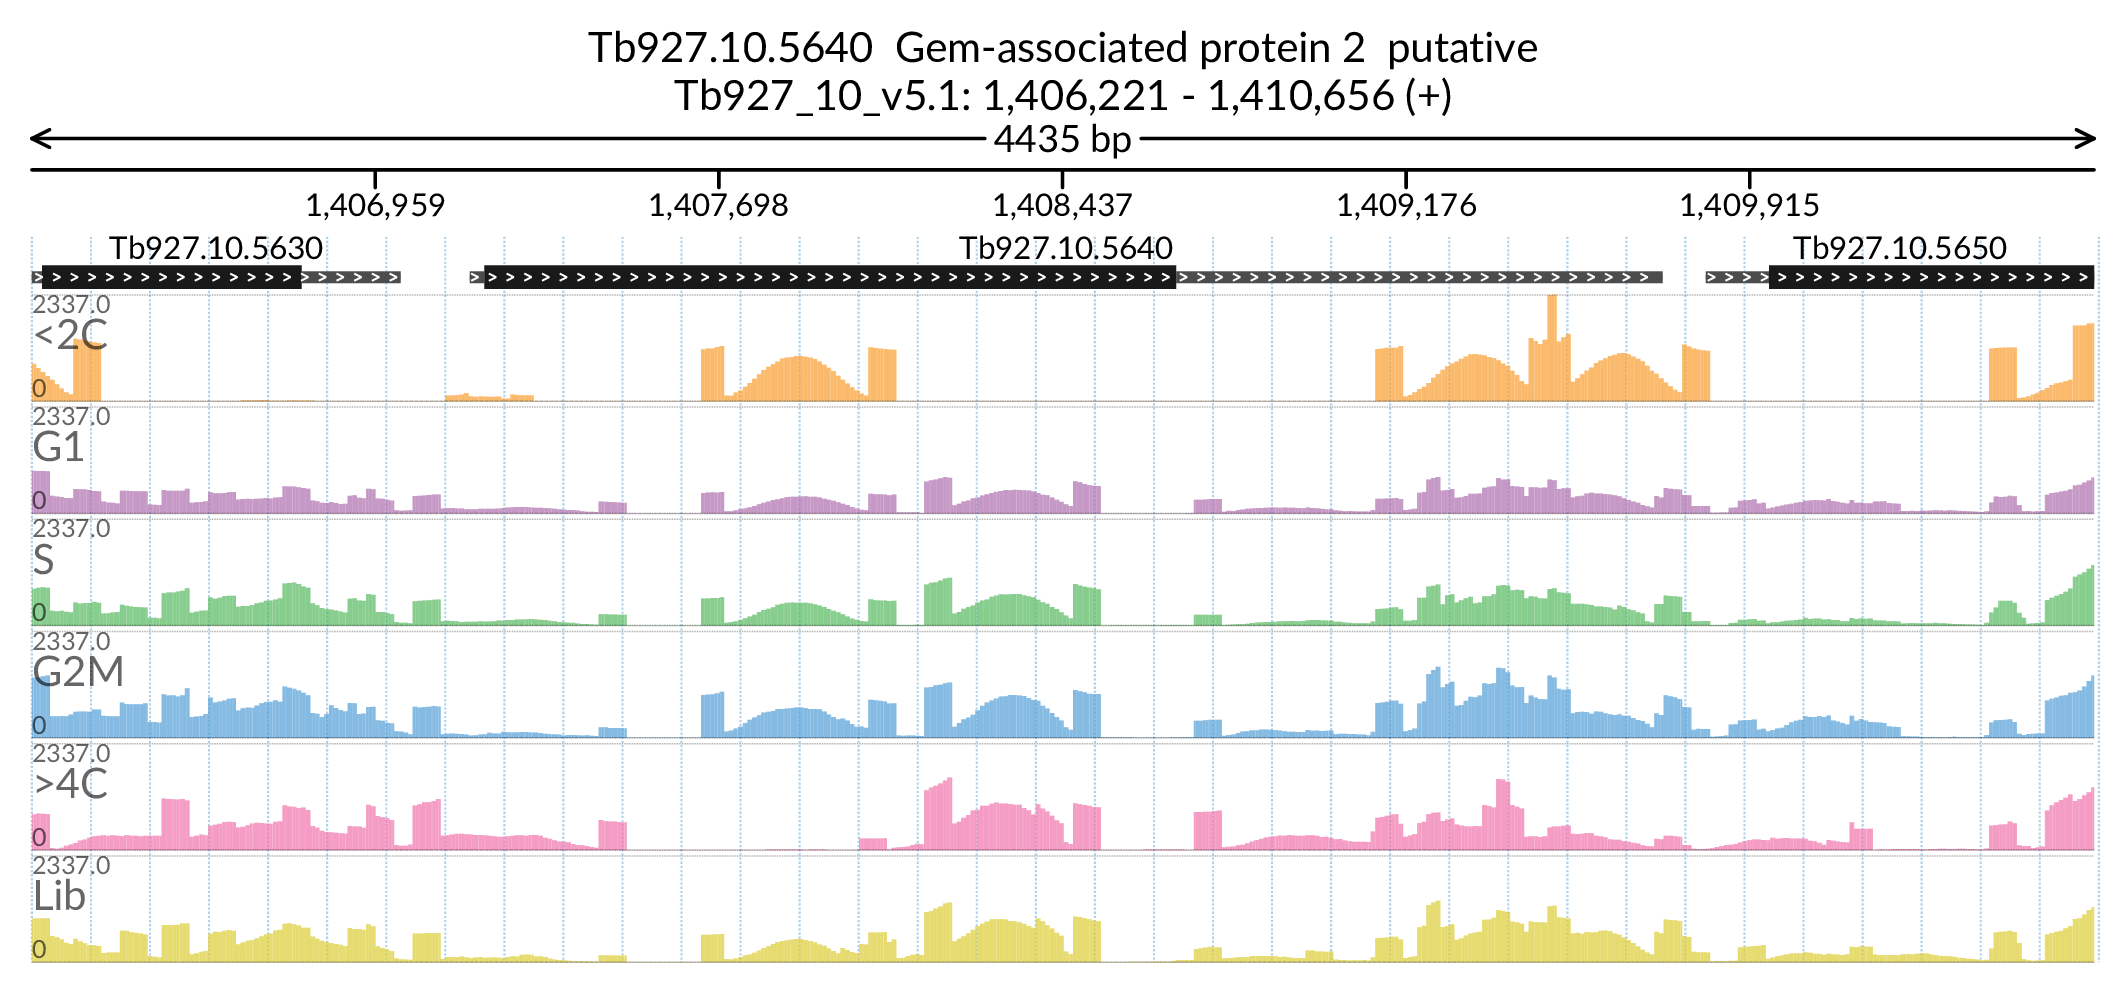 Tb927.10.5640 Gem-associated protein 2 putative
Tb927_10_v5.1: 1,406,221 - 1,410,656 (+)
4435 bp
1,406,959 1,407,698 1,408,437 1,409,176 1,409,915
Tb927.10.5630 Tb927.10.5640 Tb927.10.5650
2337.0
<2C
0
2337.0
G1
0
2337.0
S
0
2337.0
G2M
0
2337.0
>4C
0
2337.0
Lib
0